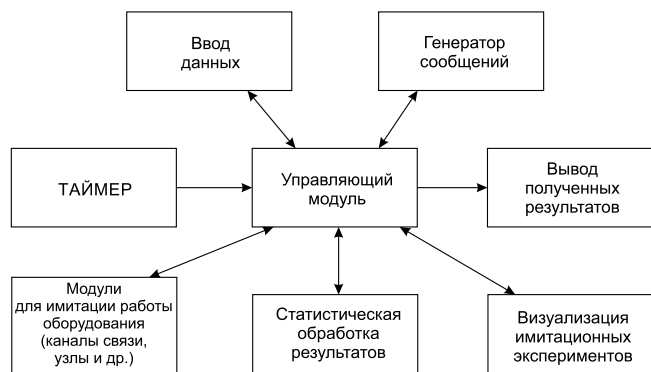 Ввод
данных
Генератор
сообщений
ТАЙМЕР
Управляющий
модуль
Вывод
полученных
результатов
Модули
для имитации работы
оборудования
(каналы связи,
узлы и др.)
Статистическая
обработка
результатов
Визуализация
имитационных
экспериментов